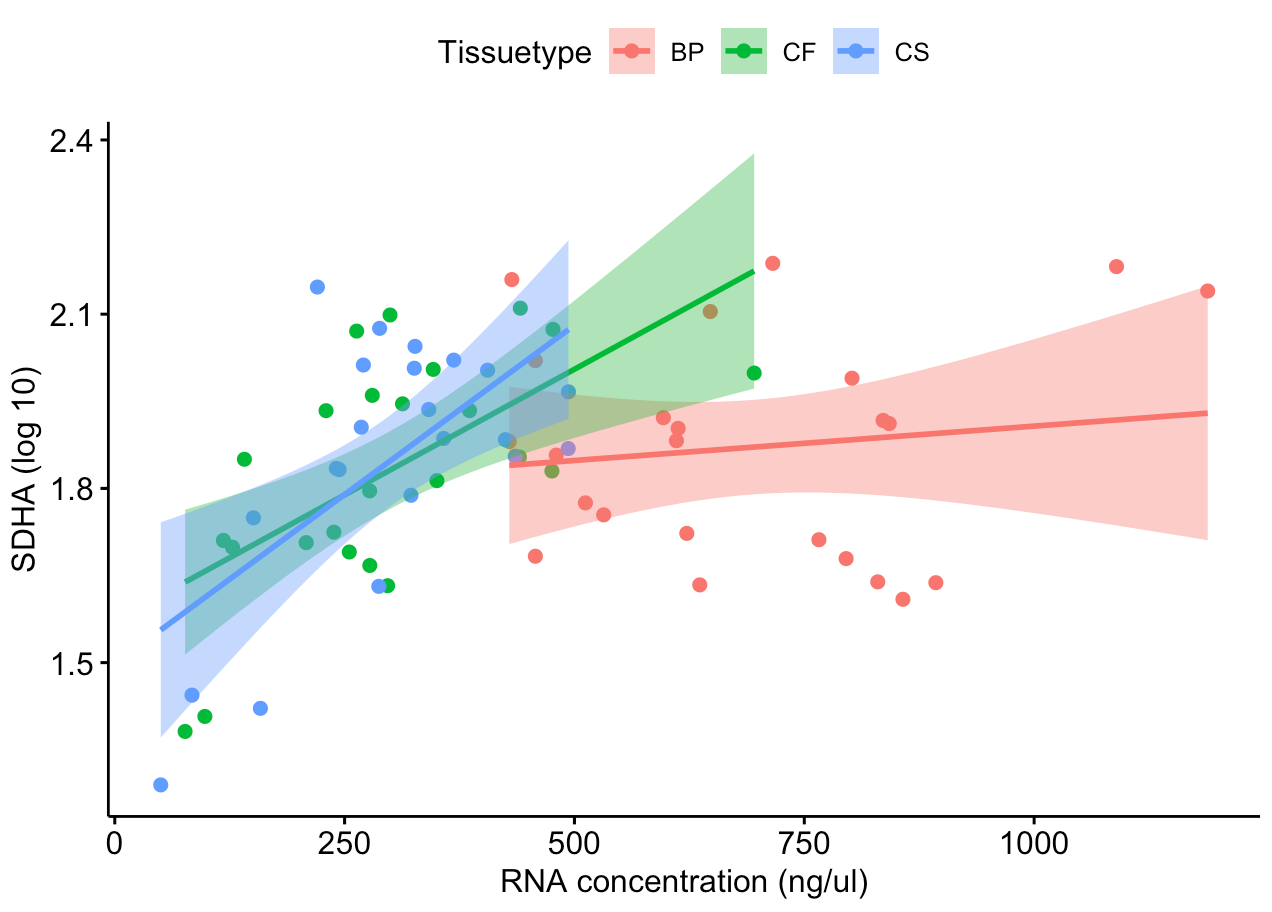 Tissuetype BP CF CS
2.4
2.1
1.8
1.5
SDHA (log 10)
0 250 500 750 1000
RNA concentration (ng/ul)